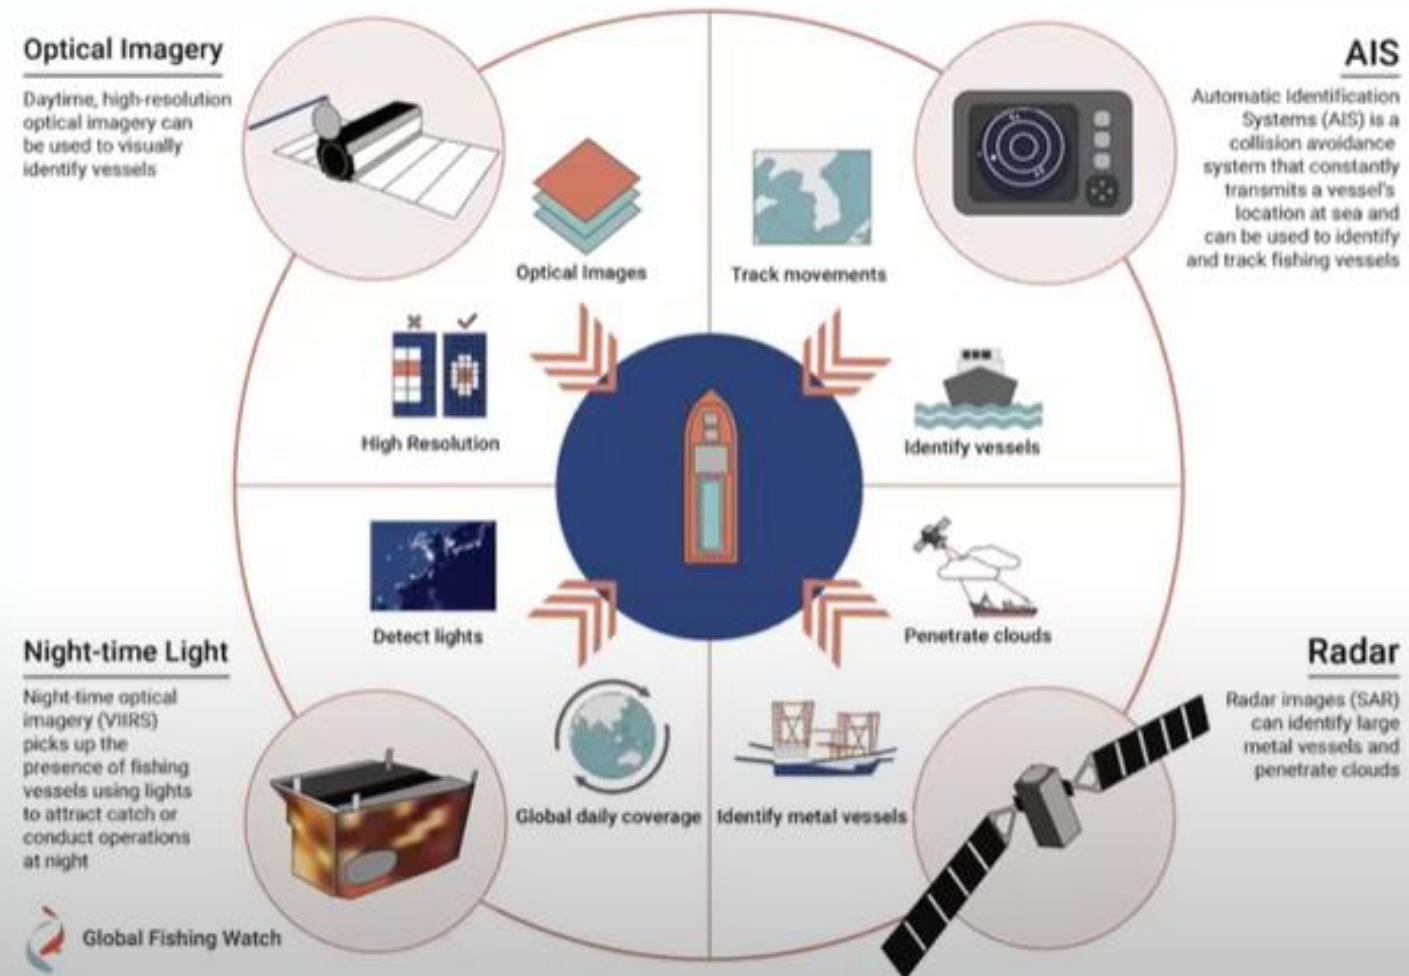 Optical Imagery
Daytime, high-resolution
optical imagery can
be used to visually
identify vessels
AIS
Automatic Identification
Systems (AIS) is a
collision avoidance
system that constantly
transmits a vessel's
location at sea and
can be used to identify
and track fishing vessels
Optical Images
Track movements
High Resolution
Identify vessels
Detect lights
Penetrate clouds
Global daily coverage
Identify metal vessels
Night-time Light
Night-time optical
imagery (VIIRS)
picks up the
presence of fishing
vessels using lights
to attract catch or
conduct operations
at night
Radar
Radar images (SAR)
can identify large
metal vessels and
penetrate clouds
Global Fishing Watch